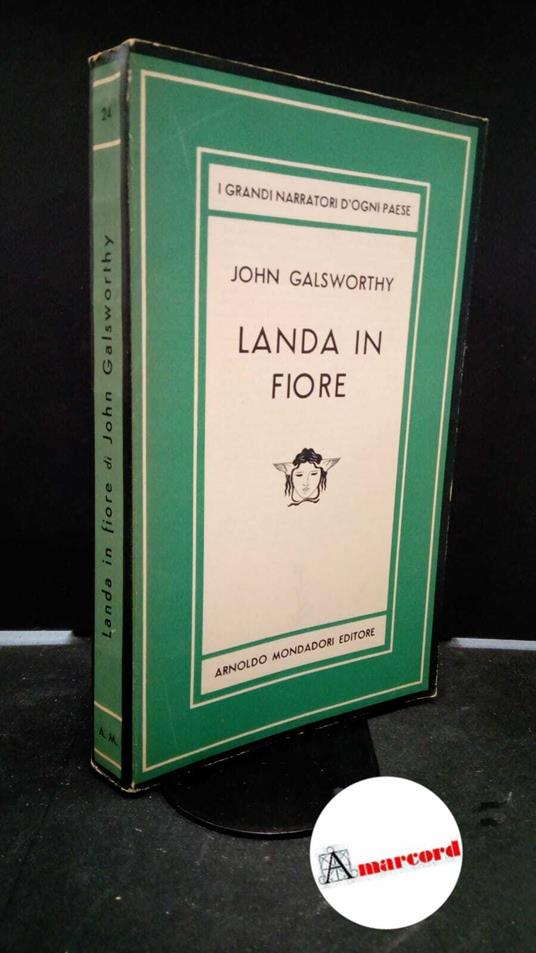 24
Landa in fiore di John Galsworthy
A. M.
I GRANDI NARRATORI D'OGNI PAESE
JOHN GALSWORTHY
LANDA IN
FIORE
ARNOLDO MONDADORI EDITORE
Amarcord